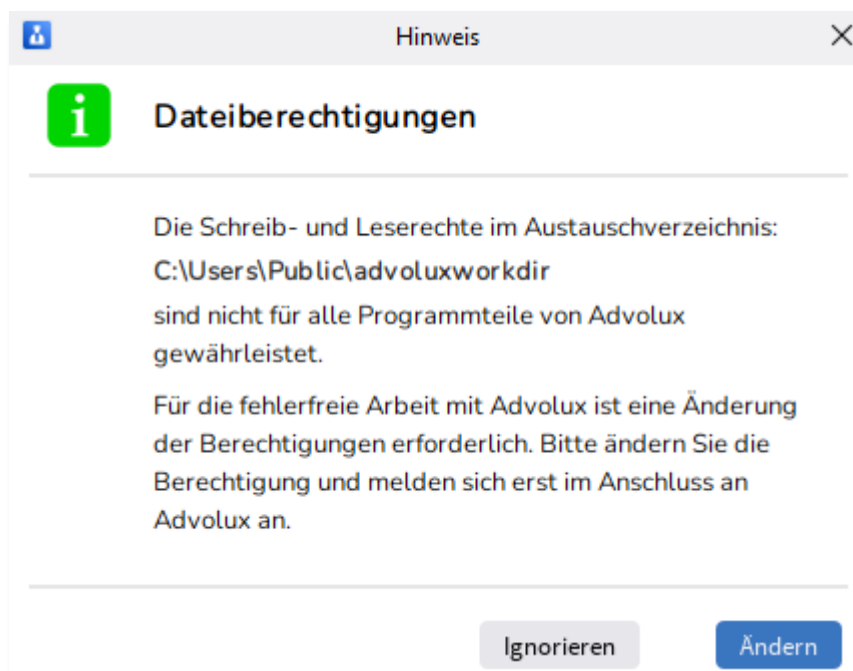 Hinweis
Dateiberechtigungen
Die Schreib- und Leserechte im Austauschverzeichnis:
C:\Users\Public\advoluxworkdir
sind nicht für alle Programmteile von Advolux
gewährleistet.
Für die fehlerfreie Arbeit mit Advolux ist eine Änderung
der Berechtigungen erforderlich. Bitte ändern Sie die
Berechtigung und melden sich erst im Anschluss an
Advolux an.
Ignorieren
Ändern